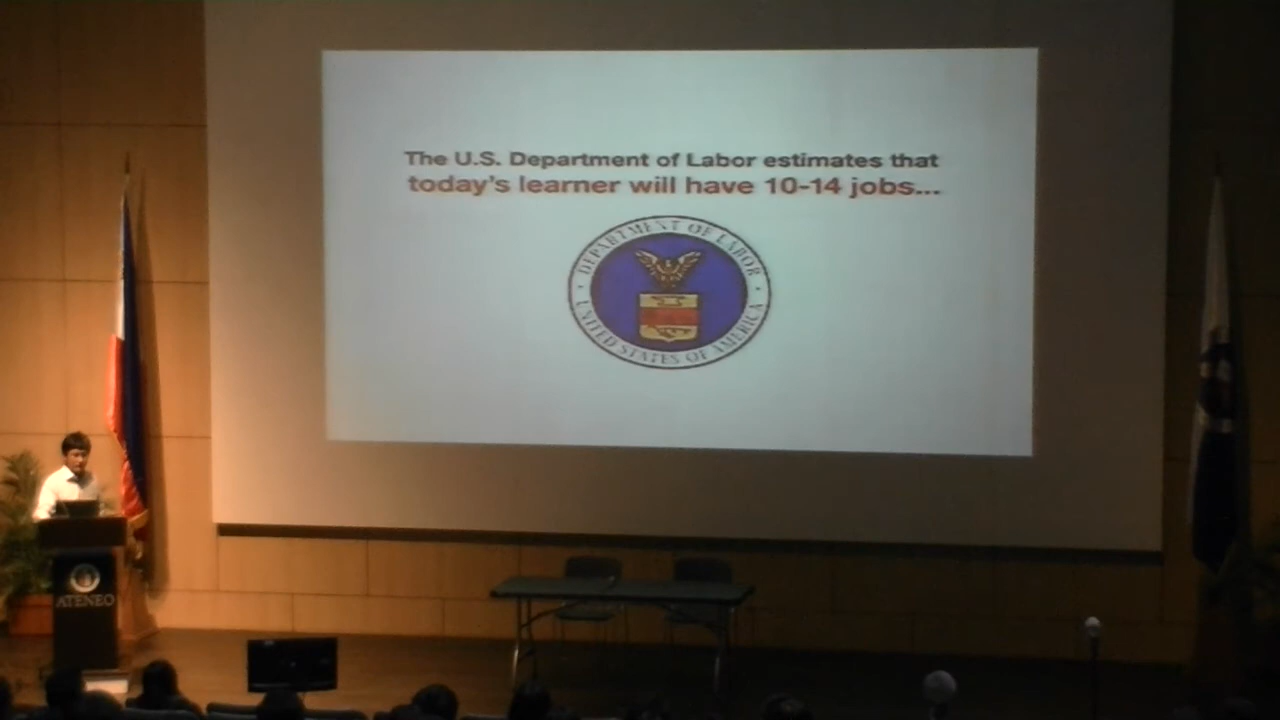 The U.S. Department of Labor estimates that
today's learner will have 10-14 jobs...
DEPARTMENT OF LABOR
UNITED STATES OF AMERICA
ATENEO